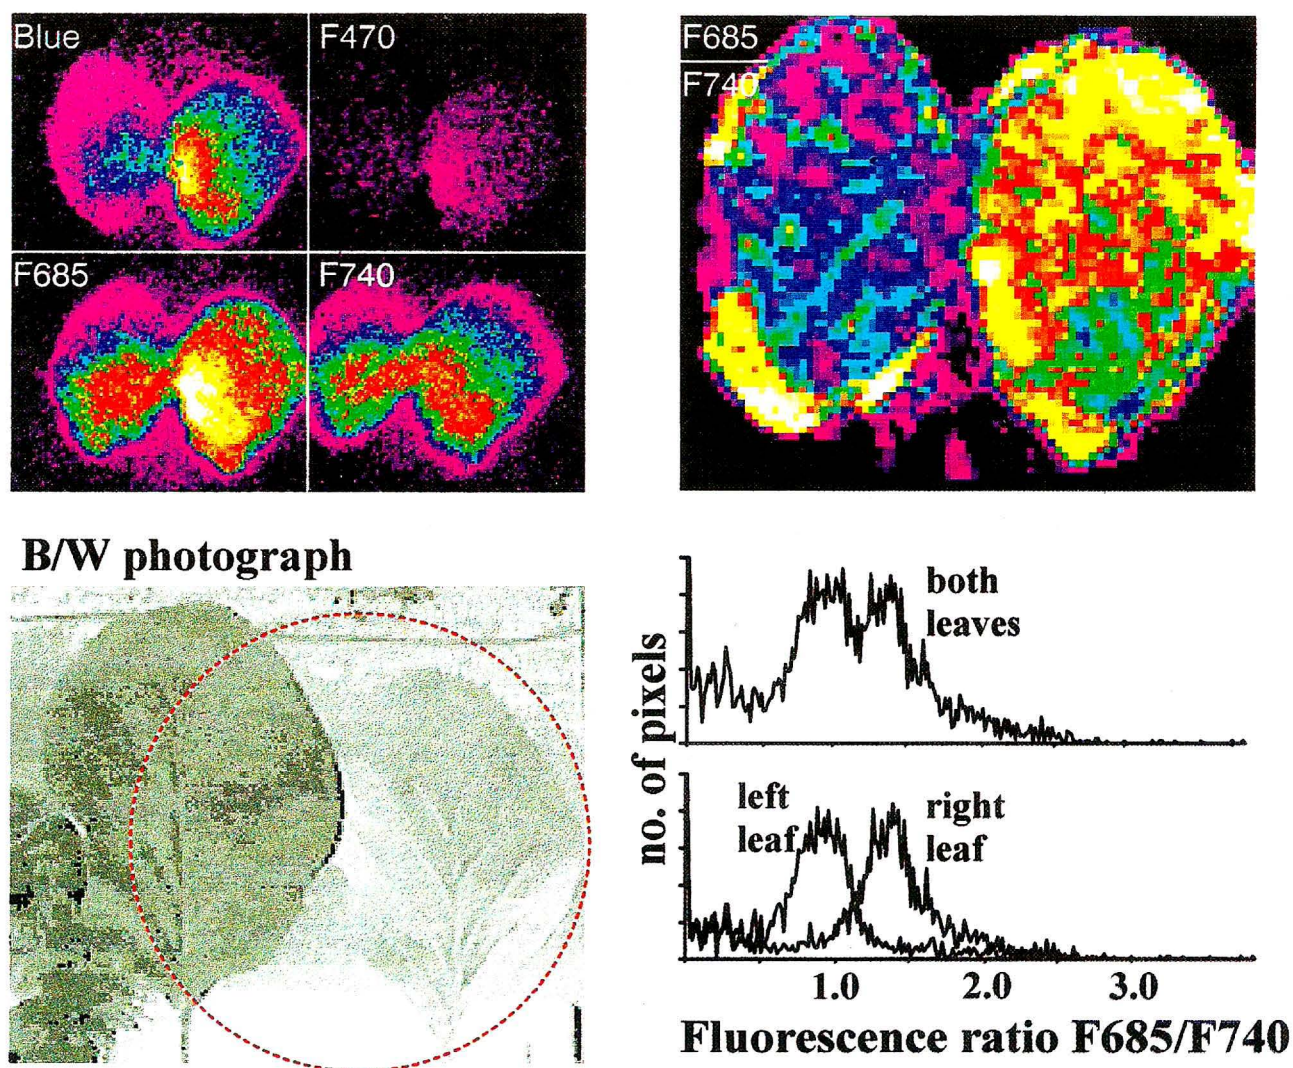 Blue
F470
F685
F740
F685
F740
B/W photograph
no. of pixels
both
leaves
left
leaf
right
leaf
1.0
2.0
3.0
Fluorescence ratio F685/F740